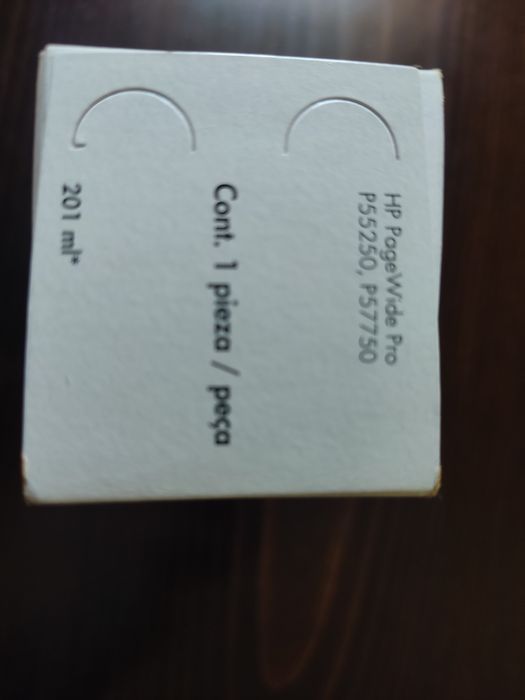 HP PageWide Pro
P55250, P57750
Cont. 1 pieza / peça
201 ml*